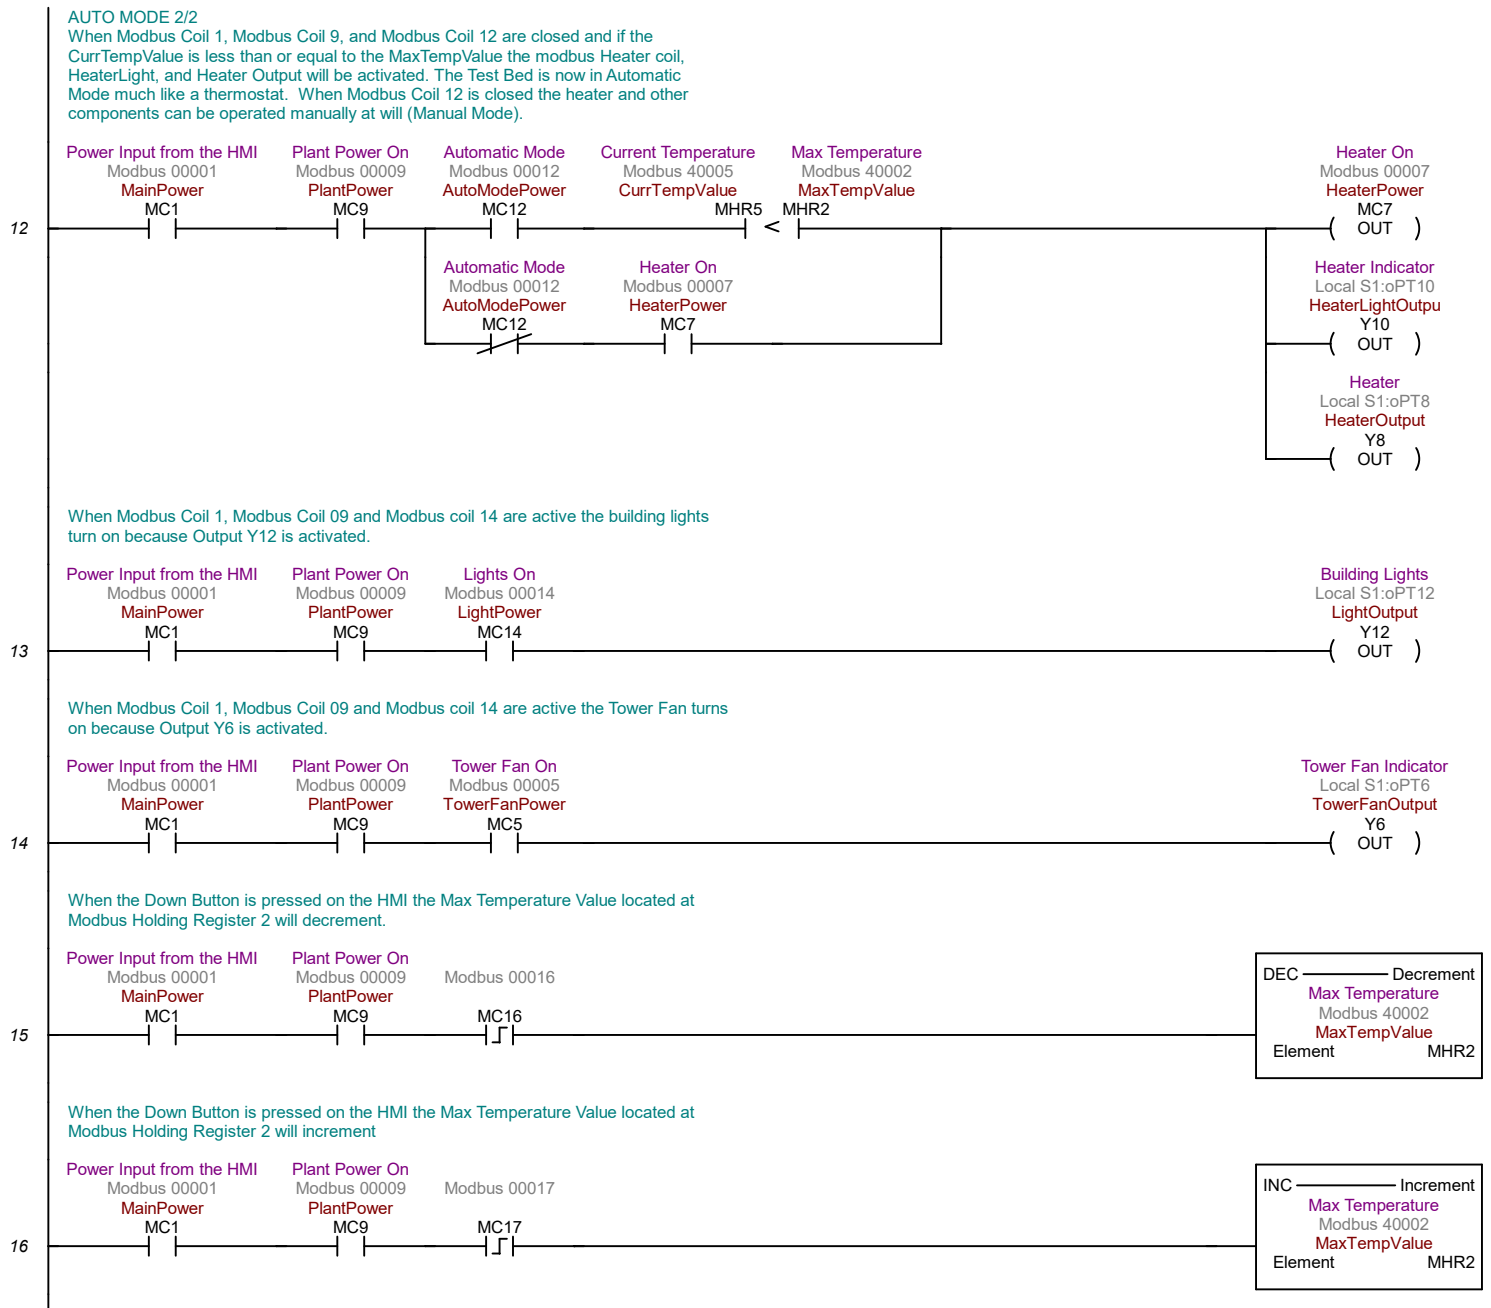 AUTO MODE 2/2
When Modbus Coil 1, Modbus Coil 9, and Modbus Coil 12 are closed and if the
CurrTempValue is less than or equal to the MaxTempValue the modbus Heater coil,
HeaterLight, and Heater Output will be activated. The Test Bed is now in Automatic
Mode much like a thermostat.  When Modbus Coil 12 is closed the heater and other
components can be operated manually at will (Manual Mode).
Power Input from the HMI Plant Power On Automatic Mode Current Temperature Max Temperature Heater On
Modbus 00001 Modbus 00009 Modbus 00012 Modbus 40005 Modbus 40002 Modbus 00007
MainPower PlantPower AutoModePower CurrTempValue MaxTempValue HeaterPower
MC1 MC9 MC12 MHR5 MHR2 MC7
12 < ( OUT )
Automatic Mode Heater On Heater Indicator
Modbus 00012 Modbus 00007 Local S1:oPT10
AutoModePower HeaterPower HeaterLightOutpu
MC12 MC7 Y10
( OUT )
Heater
Local S1:oPT8
HeaterOutput
Y8
( OUT )
When Modbus Coil 1, Modbus Coil 09 and Modbus coil 14 are active the building lights
turn on because Output Y12 is activated.
Power Input from the HMI Plant Power On Lights On Building Lights
Modbus 00001 Modbus 00009 Modbus 00014 Local S1:oPT12
MainPower PlantPower LightPower LightOutput
MC1 MC9 MC14 Y12
13 ( OUT )
When Modbus Coil 1, Modbus Coil 09 and Modbus coil 14 are active the Tower Fan turns
on because Output Y6 is activated.
Power Input from the HMI Plant Power On Tower Fan On Tower Fan Indicator
Modbus 00001 Modbus 00009 Modbus 00005 Local S1:oPT6
MainPower PlantPower TowerFanPower TowerFanOutput
MC1 MC9 MC5 Y6
14 ( OUT )
When the Down Button is pressed on the HMI the Max Temperature Value located at
Modbus Holding Register 2 will decrement.
Power Input from the HMI Plant Power On
Modbus 00001 Modbus 00009 Modbus 00016
MainPower PlantPower
MC1 MC9 MC16
15
DEC Decrement
Max Temperature
Modbus 40002
MaxTempValue
Element MHR2
When the Down Button is pressed on the HMI the Max Temperature Value located at
Modbus Holding Register 2 will increment
Power Input from the HMI Plant Power On
Modbus 00001 Modbus 00009 Modbus 00017
MainPower PlantPower
MC1 MC9 MC17
16
INC Increment
Max Temperature
Modbus 40002
MaxTempValue
Element MHR2